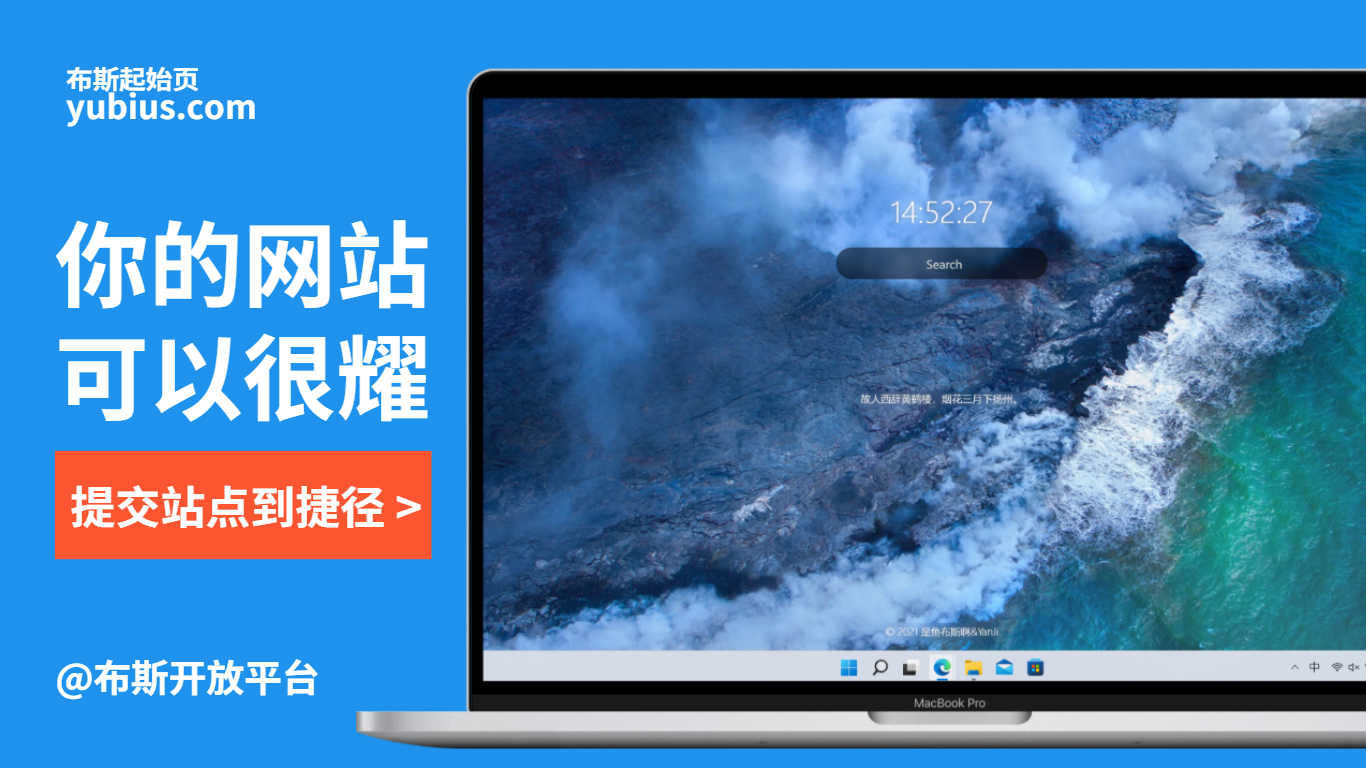 布斯起始页
yubius.com
你的网站
可以很耀
提交站点到捷径 >
@布斯开放平台
14:52:27
Search
故人西辞黄鹤楼，烟花三月下扬州。
© 2021 是鱼布斯啊&YanJi
中
MacBook Pro